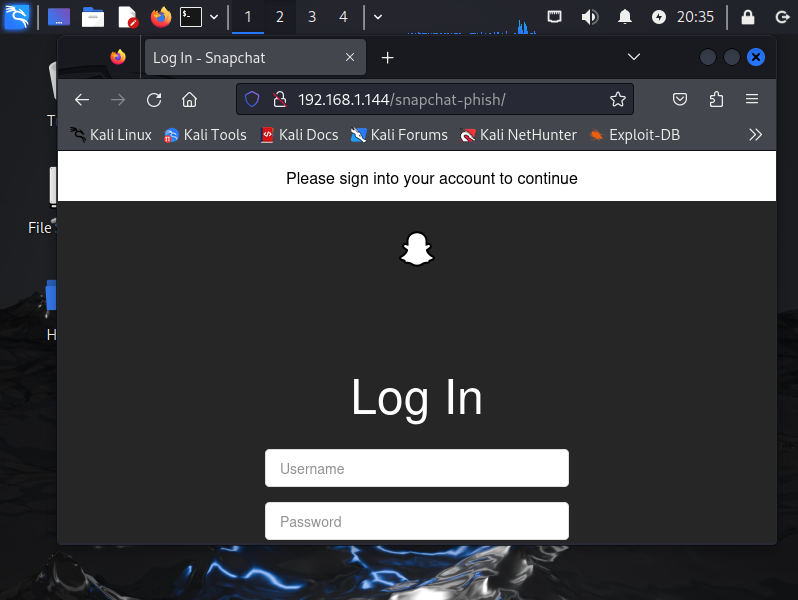 1 2 3 4
20:35
Log In - Snapchat
192.168.1.144/snapchat-phish/
Kali Linux Kali Tools Kali Docs Kali Forums Kali NetHunter Exploit-DB
Please sign into your account to continue
File
H
Log In
Username
Password